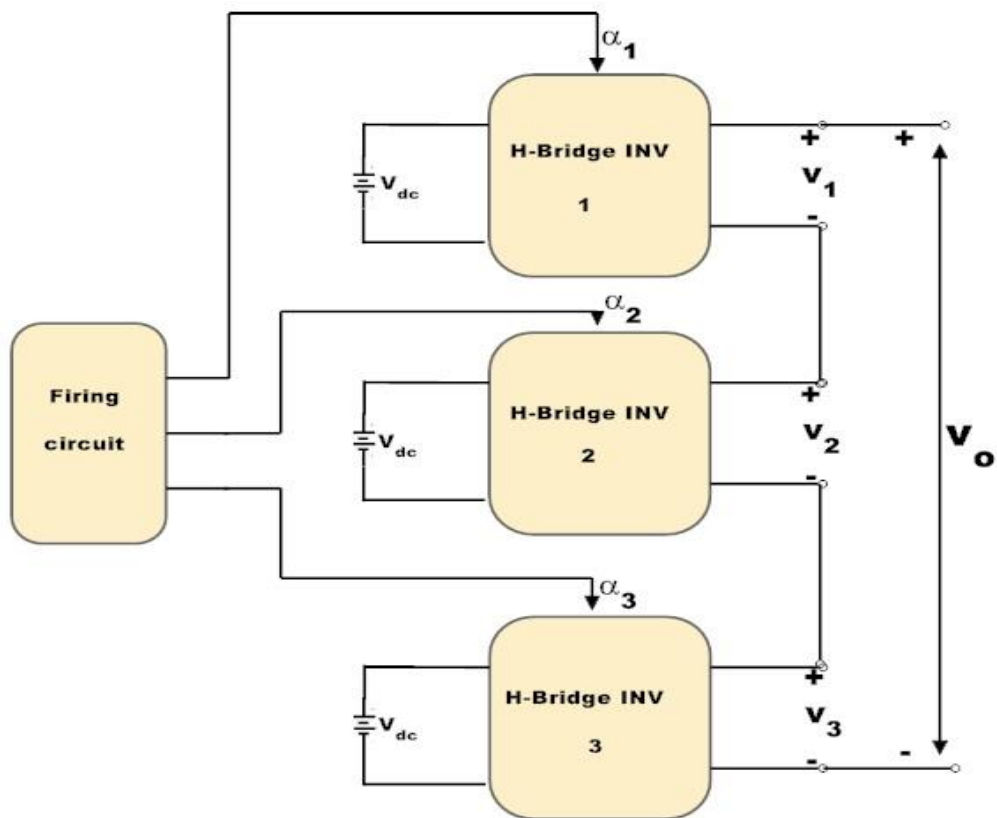 α1
H-Bridge INV
1
Vdc
+
+
v1
-
α2
Firing
circuit
H-Bridge INV
2
Vdc
+
v2
-
Vo
α3
H-Bridge INV
3
Vdc
+
v3
-
-